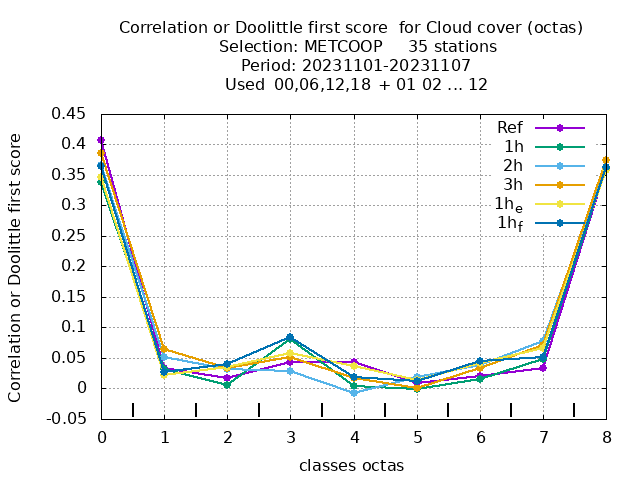 Correlation or Doolittle first score  for Cloud cover (octas)
Selection: METCOOP     35 stations
Period: 20231101-20231107
Used  00,06,12,18 + 01 02 ... 12
Correlation or Doolittle first score
0.45
0.4
0.35
0.3
0.25
0.2
0.15
0.1
0.05
0
-0.05
Ref
1h
2h
3h
1he
1hf
0 1 2 3 4 5 6 7 8
classes octas